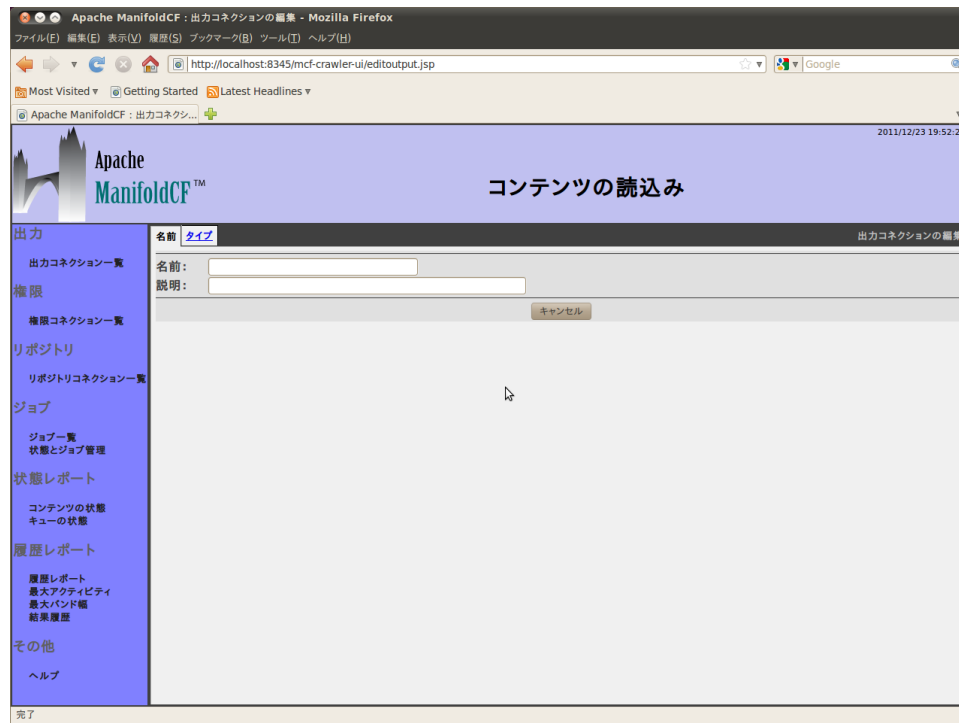 Apache ManifoldCF : 出力コネクションの編集 - Mozilla Firefox
ファイル(F) 編集(E) 表示(V) 履歴(S) ブックマーク(B) ツール(T) ヘルプ(H)
http://localhost:8345/mcf-crawler-ui/editoutput.jsp
Google
Most Visited Getting Started Latest Headlines
Apache ManifoldCF : 出力コネクシ...
2011/12/23 19:52:2
Apache
ManifoldCF™
コンテンツの読込み
出力
出力コネクション一覧
権限
権限コネクション一覧
リポジトリ
リポジトリコネクション一覧
ジョブ
ジョブ一覧
状態とジョブ管理
状態レポート
コンテンツの状態
キューの状態
履歴レポート
履歴レポート
最大アクティビティ
最大バンド幅
結果履歴
その他
ヘルプ
名前 タイプ
出力コネクションの編集
名前:
説明:
キャンセル
完了